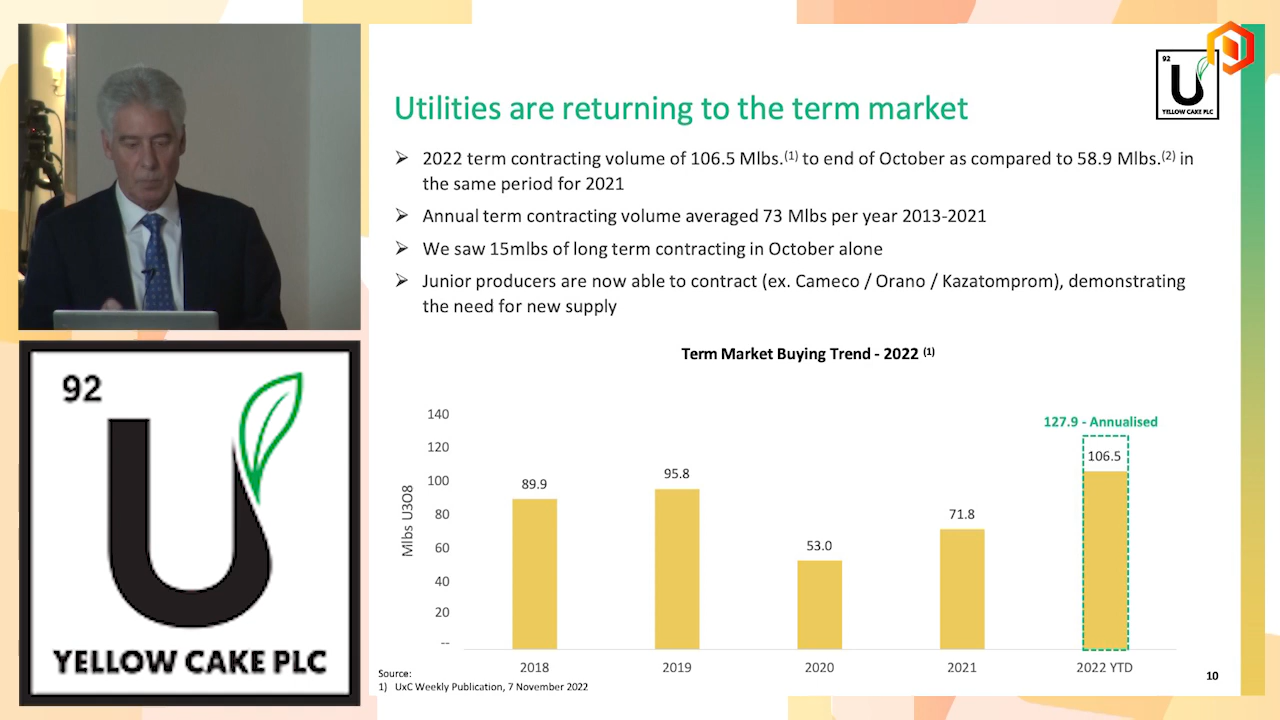 92
U
YELLOW CAKE PLC
Utilities are returning to the term market
➢ 2022 term contracting volume of 106.5 Mlbs.(1) to end of October as compared to 58.9 Mlbs.(2) in
the same period for 2021
➢ Annual term contracting volume averaged 73 Mlbs per year 2013-2021
➢ We saw 15mlbs of long term contracting in October alone
➢ Junior producers are now able to contract (ex. Cameco / Orano / Kazatomprom), demonstrating
the need for new supply
Term Market Buying Trend - 2022 (1)
Mlbs U3O8
140
120
100
80
60
40
20
--
89.9
95.8
53.0
71.8
127.9 - Annualised
106.5
2018
2019
2020
2021
2022 YTD
Source:
1) UxC Weekly Publication, 7 November 2022
10
92
U
YELLOW CAKE PLC